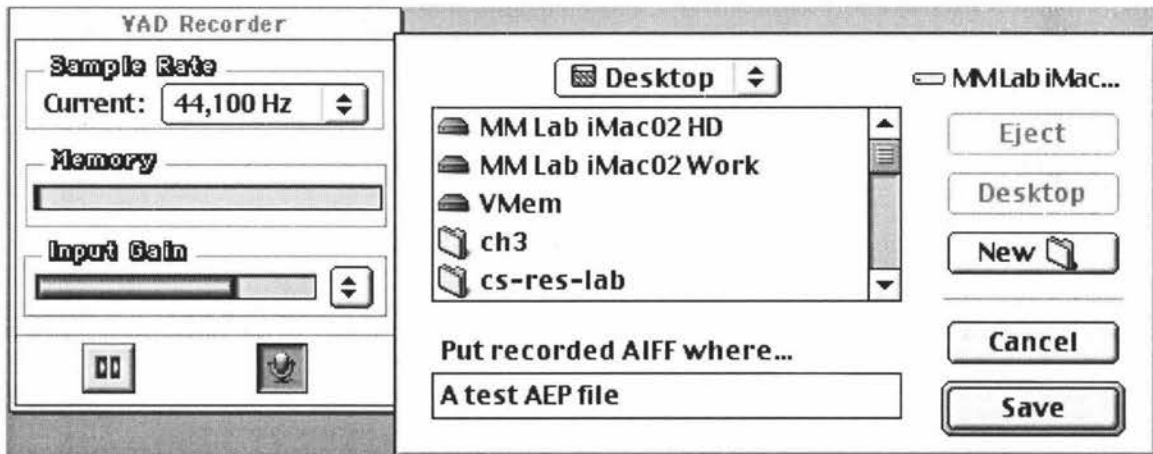 YAD Recorder
Sample Rate
Current: 44,100 Hz
Memory
Input Gain
Desktop
MM Lab iMac02 HD
MM Lab iMac02 Work
VMem
ch3
cs-res-lab
Put recorded AIFF where...
A test AEP file
MM Lab iMac...
Eject
Desktop
New
Cancel
Save